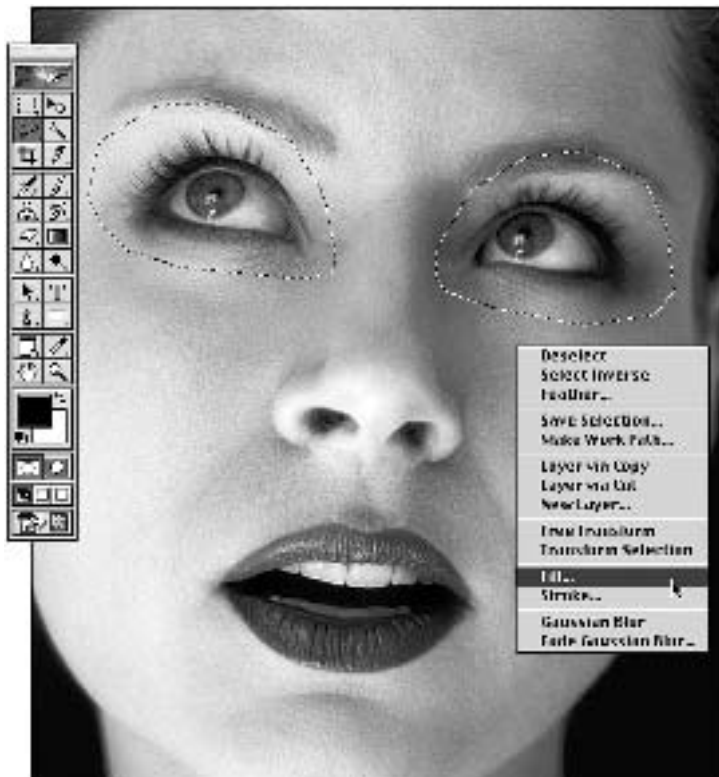 Deselect
Select Inverse
Feather...
Save Selection...
Make Work Path...
Layer via Copy
Layer via Cut
New Layer...
Free Transform
Transform Selection
Fill...
Stroke...
Gaussian Blur
Fade Gaussian Blur...